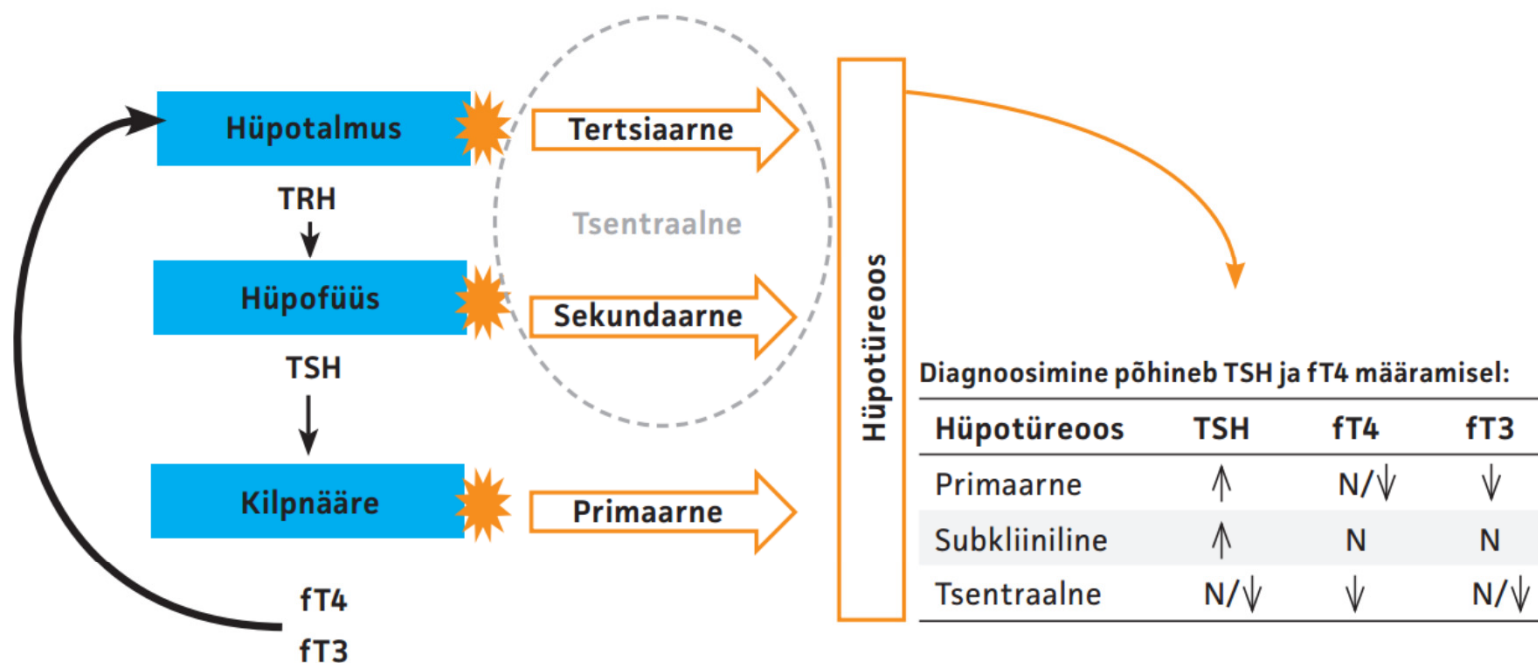 Hüpotalmus
Tertsiaarne
TRH
Tsentraalne
Hüpofüüs
Sekundaarne
TSH
Kilpnääre
Primaarne
fT4
fT3
Hüpotüreoos
Diagnoosimine põhineb TSH ja fT4 määramisel:
Hüpotüreoos TSH fT4 fT3
Primaarne ↑ N/↓ ↓
Subkliiniline ↑ N N
Tsentraalne N/↓ ↓ N/↓